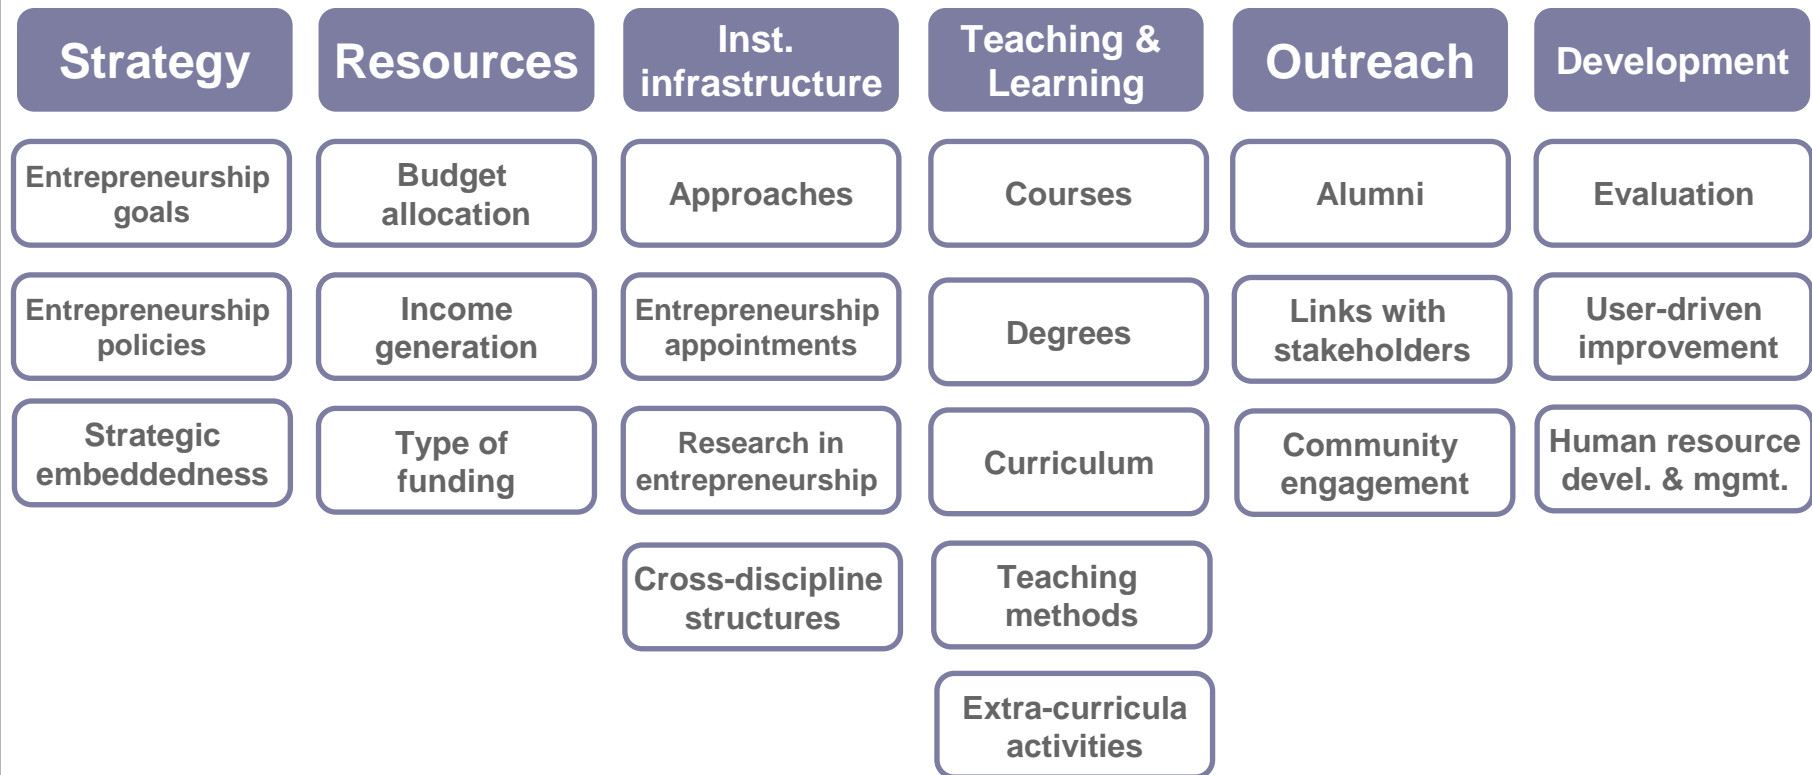 Strategy
Resources
Inst.
infrastructure
Teaching &
Learning
Outreach
Development
Entrepreneurship
goals
Budget
allocation
Approaches
Courses
Alumni
Evaluation
Entrepreneurship
policies
Income
generation
Entrepreneurship
appointments
Degrees
Links with
stakeholders
User-driven
improvement
Strategic
embeddedness
Type of
funding
Research in
entrepreneurship
Curriculum
Community
engagement
Human resource
devel. & mgmt.
Cross-discipline
structures
Teaching
methods
Extra-curricula
activities